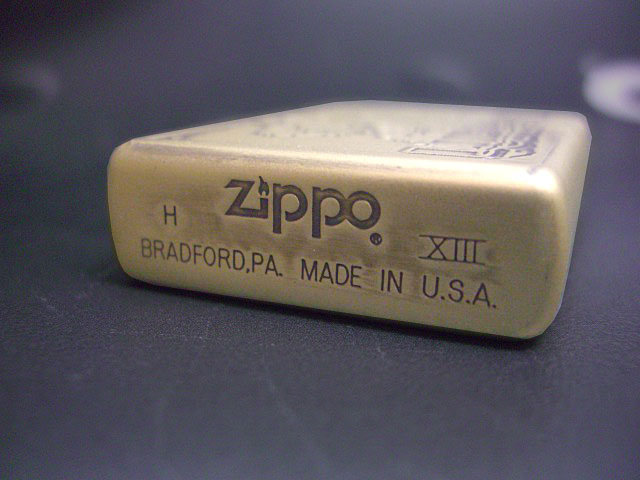 H zippo ® XIII
BRADFORD,PA. MADE IN U.S.A.